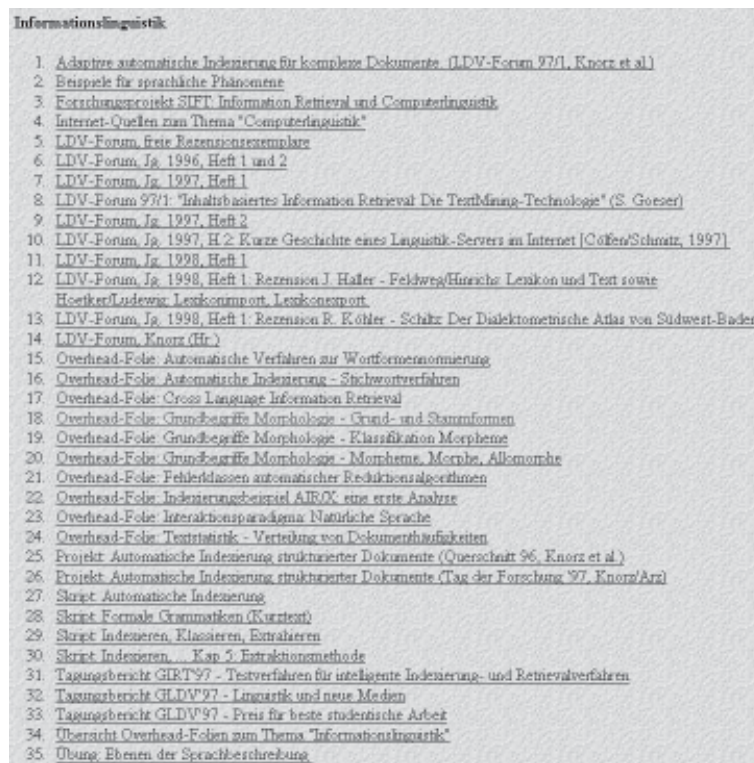 Informationslinguistik
1. Adaptive automatische Indexierung für komplexe Dokumente. (LDV-Forum 97/1, Knorz et al.)
2. Beispiele für sprachliche Phänomene
3. Forschungsprojekt SIFT: Information Retrieval und Computerlinguistik
4. Internet-Quellen zum Thema "Computerlinguistik"
5. LDV-Forum, freie Rezensionsexemplare
6. LDV-Forum, Jg. 1996, Heft 1 und 2
7. LDV-Forum, Jg. 1997, Heft 1
8. LDV-Forum 97/1: "Inhaltsbasiertes Information Retrieval: Die TextMining-Technologie" (S. Goeser)
9. LDV-Forum, Jg. 1997, Heft 2
10. LDV-Forum, Jg. 1997, H.2: Kurze Geschichte eines Linguistik-Servers im Internet [Cölfen/Schmitz, 1997]
11. LDV-Forum, Jg. 1998, Heft 1
12. LDV-Forum, Jg. 1998, Heft 1: Rezension J. Haller - Feldweg/Hinrichs: Lexikon und Text sowie
Hoetker/Ludewig: Lexikonimport, Lexikonexport.
13. LDV-Forum, Jg. 1998, Heft 1: Rezension R. Köhler - Schiltz: Der Dialektometrische Atlas von Südwest-Baden
14. LDV-Forum, Knorz (Hr.)
15. Overhead-Folie: Automatische Verfahren zur Wortformennormierung
16. Overhead-Folie: Automatische Indexierung - Stichwortverfahren
17. Overhead-Folie: Cross Language Information Retrieval
18. Overhead-Folie: Grundbegriffe Morphologie - Grund- und Stammformen
19. Overhead-Folie: Grundbegriffe Morphologie - Klassifikation Morpheme
20. Overhead-Folie: Grundbegriffe Morphologie - Morpheme, Morphe, Allomorphe
21. Overhead-Folie: Fehlerklassen automatischer Reduktionsalgorithmen
22. Overhead-Folie: Indexierungsbeispiel AIR/X: eine erste Analyse
23. Overhead-Folie: Interaktionsparadigma: Natürliche Sprache
24. Overhead-Folie: Textstatistik - Verteilung von Dokumenthäufigkeiten
25. Projekt: Automatische Indexierung strukturierter Dokumente (Querschnitt 96, Knorz et al.)
26. Projekt: Automatische Indexierung strukturierter Dokumente (Tag der Forschung '97, Knorz/Arz)
27. Skript: Automatische Indexierung
28. Skript: Formale Grammatiken (Kurztext)
29. Skript: Indexieren, Klassieren, Extrahieren
30. Skript: Indexieren, ... Kap 5: Extraktionsmethode
31. Tagungsbericht GIRT'97 - Testverfahren für intelligente Indexierung- und Retrievalverfahren
32. Tagungsbericht GLDV'97 - Linguistik und neue Medien
33. Tagungsbericht GLDV'97 - Preis für beste studentische Arbeit
34. Übersicht Overhead-Folien zum Thema "Informationslinguistik"
35. Übung: Ebenen der Sprachbeschreibung